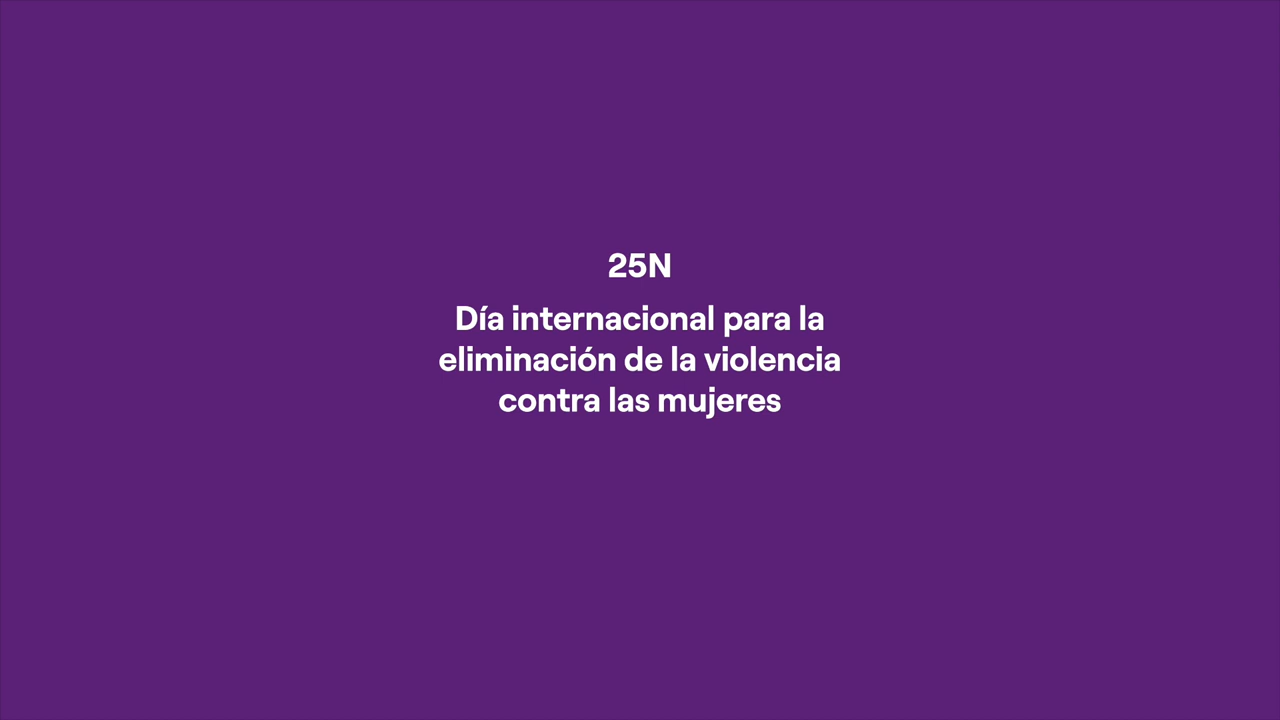 25N
Día internacional para la
eliminación de la violencia
contra las mujeres